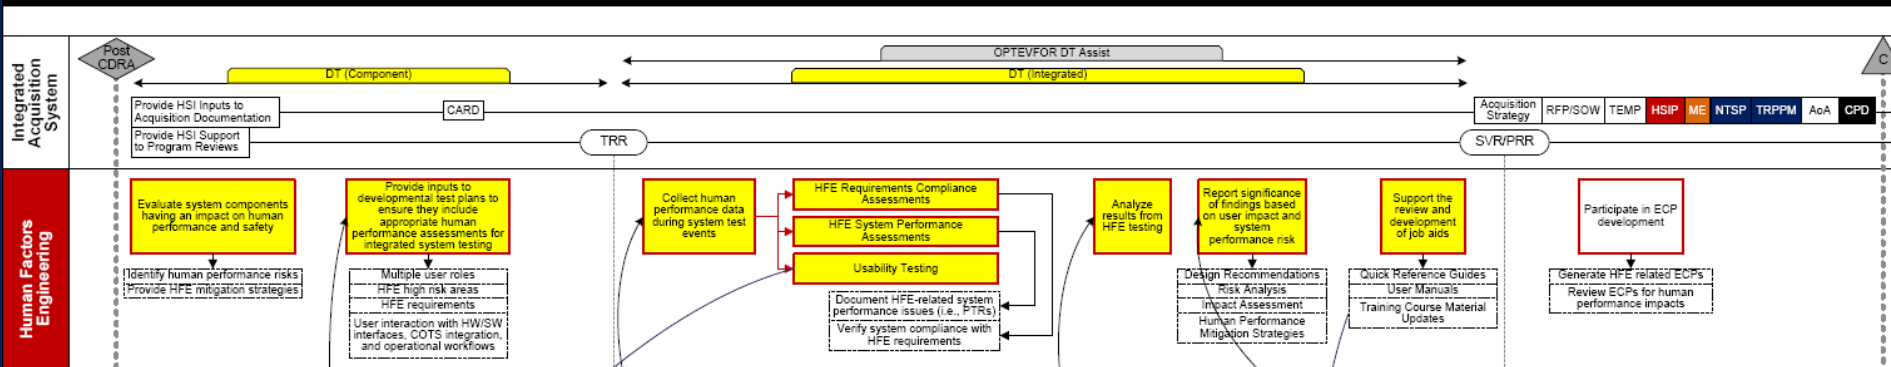 Integrated
Acquisition
System
Post
CDRA
OPTEVFOR DT Assist
DT (Component)
DT (Integrated)
Provide HSI Inputs to
Acquisition Documentation
CARD
Acquisition
Strategy
RFP/SOW
TEMP
HSIP
ME
NTSP
TRPPM
AoA
CPD
C
Provide HSI Support
to Program Reviews
TRR
SVR/PRR
Human Factors
Engineering
Evaluate system components
having an impact on human
performance and safety
Identify human performance risks
Provide HFE mitigation strategies
Provide inputs to
developmental test plans to
ensure they include
appropriate human
performance assessments for
integrated system testing
Multiple user roles
HFE high risk areas
HFE requirements
User interaction with HW/SW
interfaces, COTS integration,
and operational workflows
Collect human
performance data
during system test
events
HFE Requirements Compliance
Assessments
HFE System Performance
Assessments
Usability Testing
Document HFE-related system
performance issues (i.e., PTRs)
Verify system compliance with
HFE requirements
Analyze
results from
HFE testing
Report significance
of findings based
on user impact and
system
performance risk
Design Recommendations
Risk Analysis
Impact Assessment
Human Performance
Mitigation Strategies
Support the
review and
development
of job aids
Quick Reference Guides
User Manuals
Training Course Material
Updates
Participate in ECP
development
Generate HFE related ECPs
Review ECPs for human
performance impacts